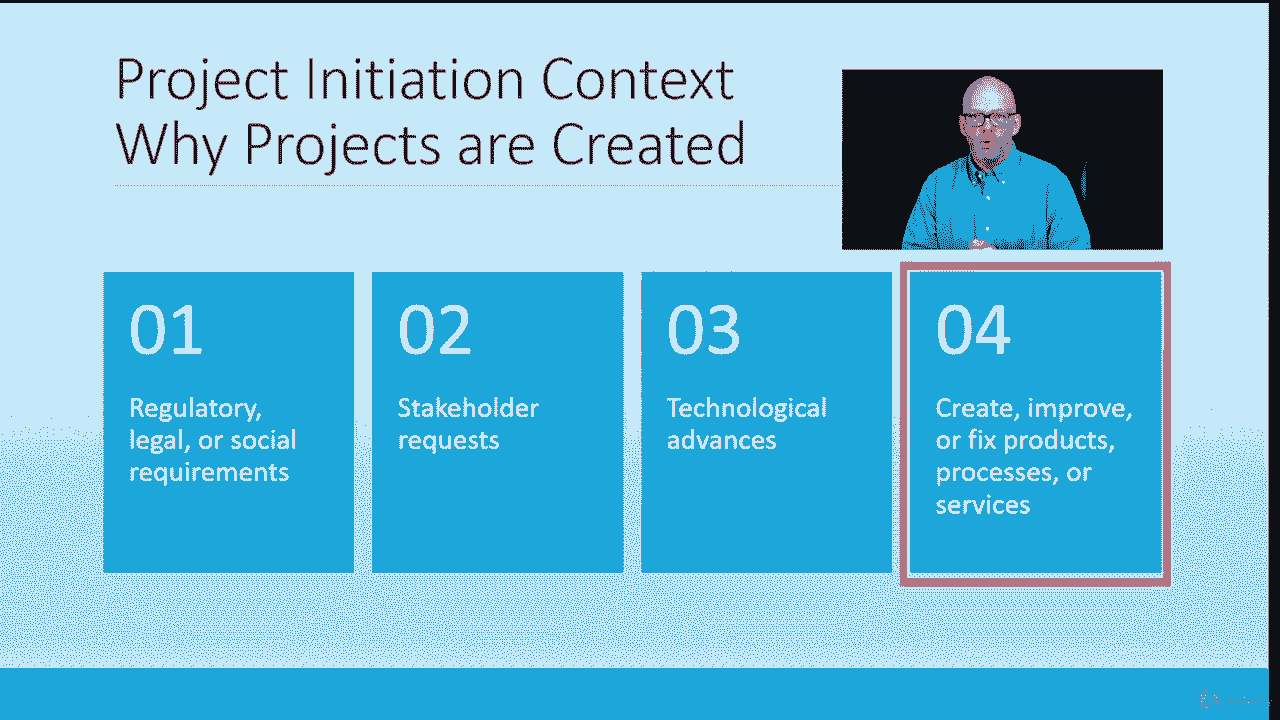 Project Initiation Context
Why Projects are Created
01
Regulatory,
legal, or social
requirements
02
Stakeholder
requests
03
Technological
advances
04
Create, improve,
or fix products,
processes, or
services